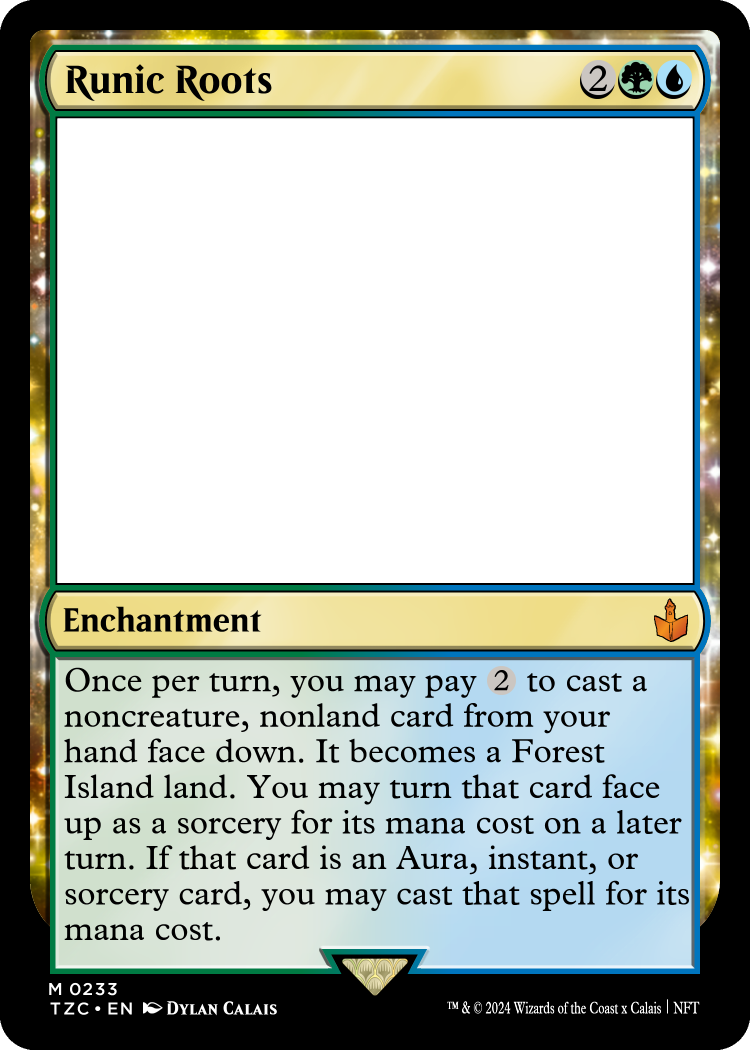 Runic Roots 2
Enchantment
Once per turn, you may pay 2 to cast a
noncreature, nonland card from your
hand face down. It becomes a Forest
Island land. You may turn that card face
up as a sorcery for its mana cost on a later
turn. If that card is an Aura, instant, or
sorcery card, you may cast that spell for its
mana cost.
M 0233
TZC • EN Dylan Calais
™ & © 2024 Wizards of the Coast x Calais | NFT